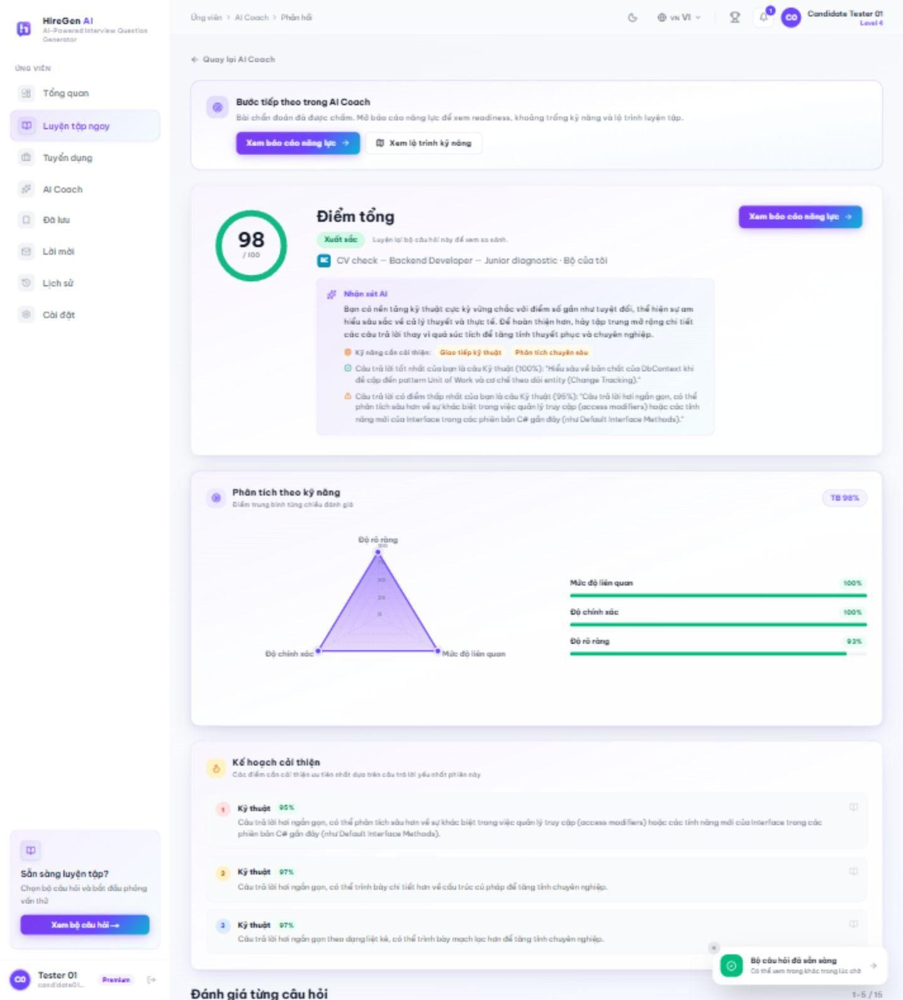 HireGen AI
AI-Powered Interview Question
Generator
ỨNG VIÊN
Tổng quan
Luyện tập ngay
Tuyển dụng
AI Coach
Đã lưu
Lời mời
Lịch sử
Cài đặt
Sẵn sàng luyện tập?
Chọn bộ câu hỏi và bắt đầu phỏng
vấn thử
Xem bộ câu hỏi →
C0
Tester 01
candidate01...
Premium
Ứng viên > AI Coach > Phản hồi
VN VI
1
C0
Candidate Tester 01
Level 4
← Quay lại AI Coach
Bước tiếp theo trong AI Coach
Bài chẩn đoán đã được chấm. Mở báo cáo năng lực để xem readiness, khoảng trống kỹ năng và lộ trình luyện tập.
Xem báo cáo năng lực →
Xem lộ trình kỹ năng
98
/ 100
Điểm tổng
Xem báo cáo năng lực →
Xuất sắc
Luyện lại bộ câu hỏi này để xem so sánh.
CV check — Backend Developer — Junior diagnostic · Bộ của tôi
Nhận xét AI
Bạn có nền tảng kỹ thuật cực kỳ vững chắc với điểm số gần như tuyệt đối, thể hiện sự am
hiểu sâu sắc về cả lý thuyết và thực tế. Để hoàn thiện hơn, hãy tập trung mở rộng chi tiết
các câu trả lời thay vì quá súc tích để tăng tính thuyết phục và chuyên nghiệp.
Kỹ năng cần cải thiện: Giao tiếp kỹ thuật Phân tích chuyên sâu
Câu trả lời tốt nhất của bạn là câu Kỹ thuật (100%): "Hiểu sâu về bản chất của DbContext khi
đề cập đến pattern Unit of Work và cơ chế theo dõi entity (Change Tracking)."
Câu trả lời có điểm thấp nhất của bạn là câu Kỹ thuật (95%): "Câu trả lời hơi ngắn gọn, có thể
phân tích sâu hơn về sự khác biệt trong việc quản lý truy cập (access modifiers) hoặc các tính
năng mới của Interface trong các phiên bản C# gần đây (như Default Interface Methods)."
Phân tích theo kỹ năng
Điểm trung bình từng chiều đánh giá
TB 98%
Độ rõ ràng
100
50
25
0
Độ chính xác
Mức độ liên quan
Mức độ liên quan
100%
Độ chính xác
100%
Độ rõ ràng
93%
Kế hoạch cải thiện
Các điểm cần cải thiện ưu tiên nhất dựa trên câu trả lời yếu nhất phiên này
1
Kỹ thuật 95%
Câu trả lời hơi ngắn gọn, có thể phân tích sâu hơn về sự khác biệt trong việc quản lý truy cập (access modifiers) hoặc các tính năng mới của Interface trong các
phiên bản C# gần đây (như Default Interface Methods).
2
Kỹ thuật 97%
Câu trả lời hơi ngắn gọn, có thể trình bày chi tiết hơn về cấu trúc cú pháp để tăng tính chuyên nghiệp.
3
Kỹ thuật 97%
Câu trả lời hơi ngắn gọn theo dạng liệt kê, có thể trình bày mạch lạc hơn để tăng tính chuyên nghiệp.
Bộ câu hỏi đã sẵn sàng
Có thể xem trang khác trong lúc chờ
Đánh giá từng câu hỏi
1-5 / 15